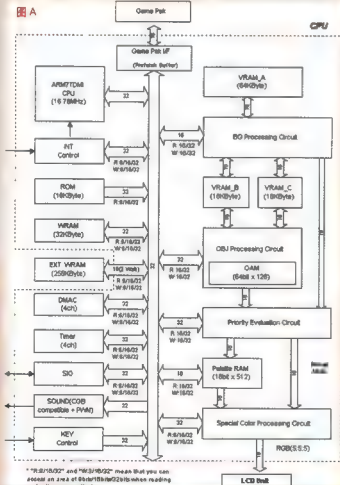 図 A
Game Pak
CPU
Game Pak I/F
(Prefetch Buffer)
ARM7TDMI
CPU
(16.78MHz)
32
VRAM_A
(64KByte)
INT
Control
32
R:8/16/32
W:8/16/32
16
R:16/32
W:16/32
BG Processing Circuit
ROM
(16KByte)
32
R:8/16/32
VRAM_B
(16KByte)
VRAM_C
(16KByte)
WRAM
(32KByte)
32
R:8/16/32
W:8/16/32
EXT WRAM
(256KByte)
16(2 Wait)
R:8/16/32
W:8/16/32
32
R:16/32
W:16/32
OBJ Processing Circuit
OAM
(64bit x 128)
DMAC
(4ch)
32
R:8/16/32
W:8/16/32
Timer
(4ch)
32
R:8/16/32
W:8/16/32
32
R:16/32
W:16/32
Priority Evaluation Circuit
SIO
32
R:8/16/32
W:8/16/32
16
R:16/32
W:16/32
Palette RAM
(16bit x 512)
SOUND(CGB
compatible + PWM)
32
R:8/16/32
W:8/16/32
KEY
Control
32
R:8/16/32
W:8/16/32
32
R:8/16/32
W:8/16/32
Special Color Processing Circuit
RGB(5:5:5)
LCD Unit
* "R:8/16/32" and "W:8/16/32" mean that you can
access an area of 8bits/16bits/32bits when reading